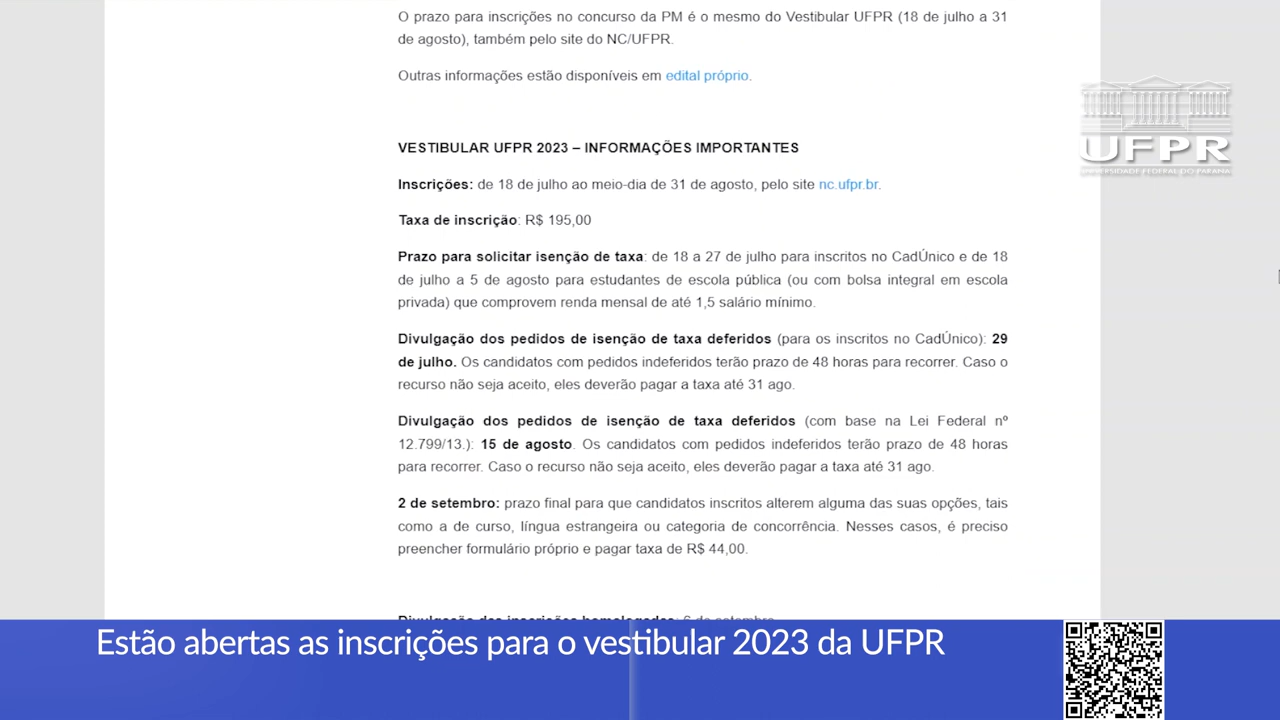 O prazo para inscrições no concurso da PM é o mesmo do Vestibular UFPR (18 de julho a 31
de agosto), também pelo site do NC/UFPR.
Outras informações estão disponíveis em edital próprio.
UFPR
UNIVERSIDADE FEDERAL DO PARANÁ
VESTIBULAR UFPR 2023 – INFORMAÇÕES IMPORTANTES
Inscrições: de 18 de julho ao meio-dia de 31 de agosto, pelo site nc.ufpr.br.
Taxa de inscrição: R$ 195,00
Prazo para solicitar isenção de taxa: de 18 a 27 de julho para inscritos no CadÚnico e de 18
de julho a 5 de agosto para estudantes de escola pública (ou com bolsa integral em escola
privada) que comprovem renda mensal de até 1,5 salário mínimo.
Divulgação dos pedidos de isenção de taxa deferidos (para os inscritos no CadÚnico): 29
de julho. Os candidatos com pedidos indeferidos terão prazo de 48 horas para recorrer. Caso o
recurso não seja aceito, eles deverão pagar a taxa até 31 ago.
Divulgação dos pedidos de isenção de taxa deferidos (com base na Lei Federal nº
12.799/13.): 15 de agosto. Os candidatos com pedidos indeferidos terão prazo de 48 horas
para recorrer. Caso o recurso não seja aceito, eles deverão pagar a taxa até 31 ago.
2 de setembro: prazo final para que candidatos inscritos alterem alguma das suas opções, tais
como a de curso, língua estrangeira ou categoria de concorrência. Nesses casos, é preciso
preencher formulário próprio e pagar taxa de R$ 44,00.
Divulgação das inscrições homologadas: 6 de setembro
Estão abertas as inscrições para o vestibular 2023 da UFPR